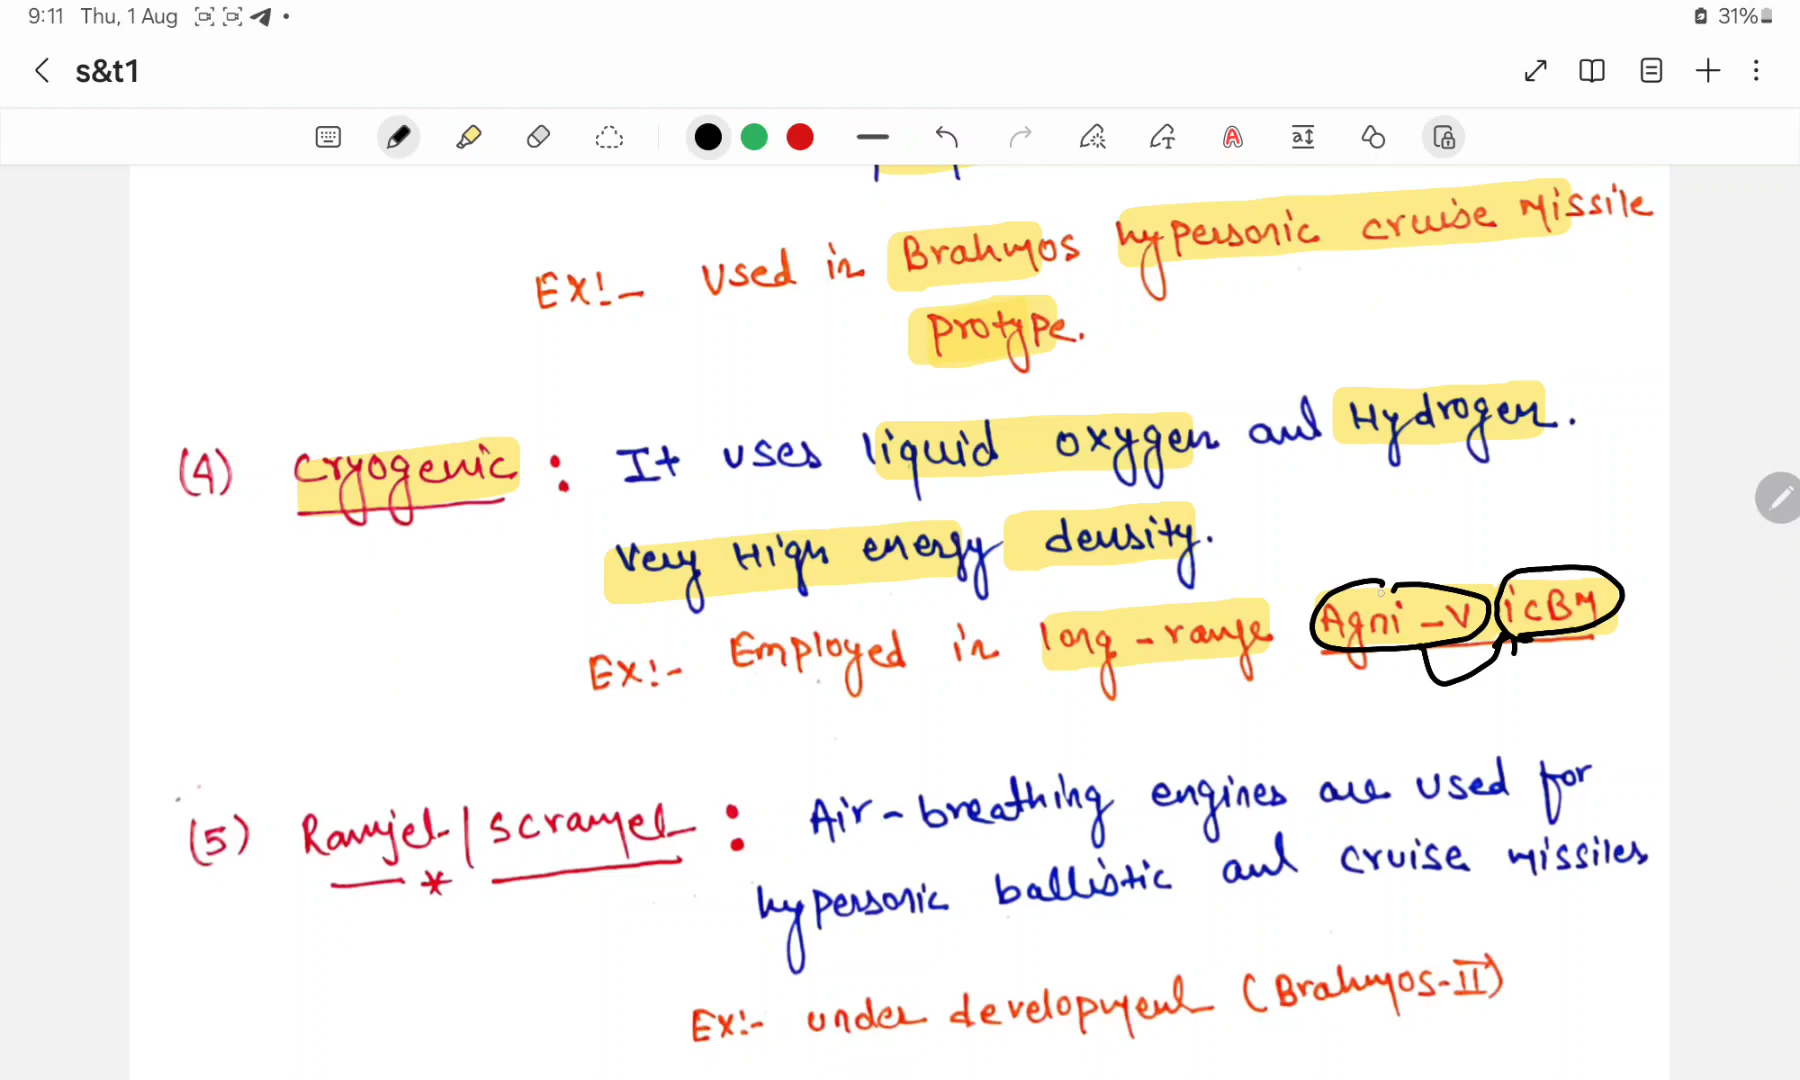 9:11 Thu, 1 Aug
31%
s&t1
Ex:- Used in Brahmos hypersonic cruise Missile
protype.
(4) Cryogenic : It uses liquid oxygen and Hydrogen.
Very High energy density.
Ex:- Employed in long-range Agni-V icBM
(5) Ramjet/scramjet : Air-breathing engines are used for
hypersonic ballistic and cruise missiles
Ex:- under development (Brahmos-II)